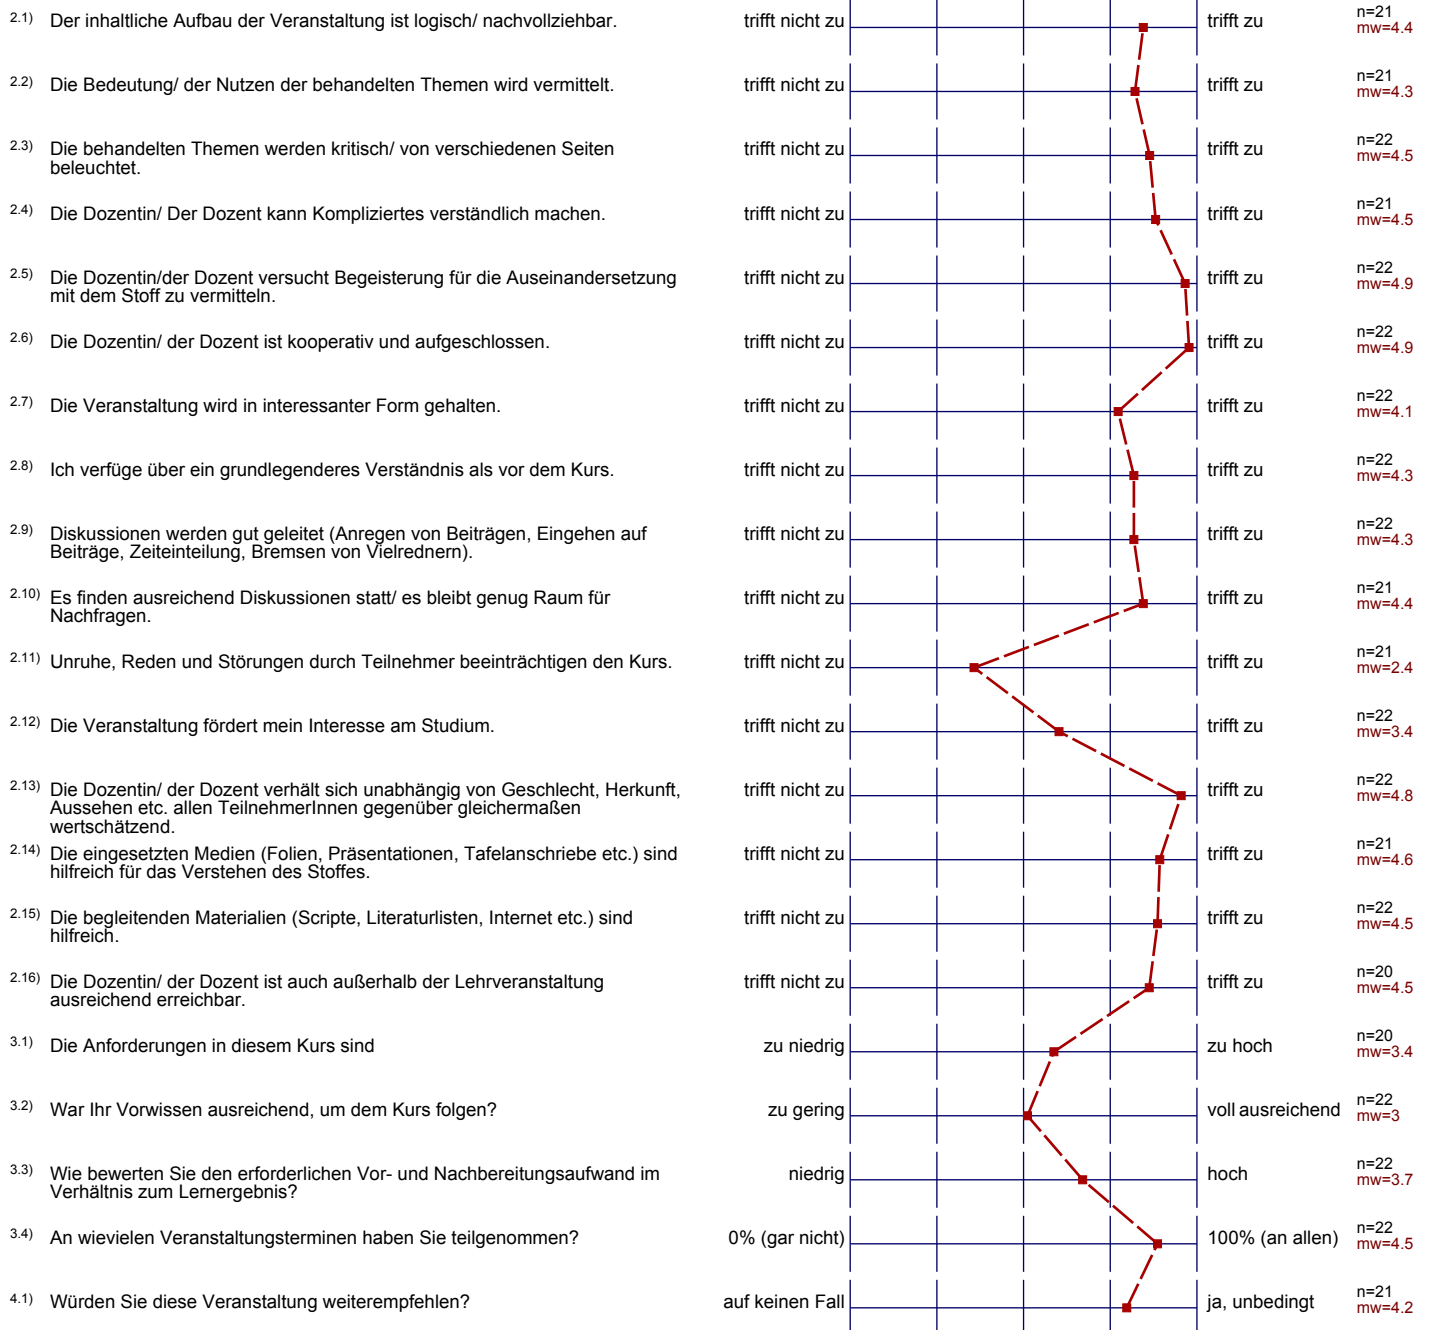 2.1) Der inhaltliche Aufbau der Veranstaltung ist logisch/ nachvollziehbar. trifft nicht zu trifft zu n=21
mw=4.4
2.2) Die Bedeutung/ der Nutzen der behandelten Themen wird vermittelt. trifft nicht zu trifft zu n=21
mw=4.3
2.3) Die behandelten Themen werden kritisch/ von verschiedenen Seiten trifft nicht zu trifft zu n=22
beleuchtet. mw=4.5
2.4) Die Dozentin/ Der Dozent kann Kompliziertes verständlich machen. trifft nicht zu trifft zu n=21
mw=4.5
2.5) Die Dozentin/der Dozent versucht Begeisterung für die Auseinandersetzung trifft nicht zu trifft zu n=22
mit dem Stoff zu vermitteln. mw=4.9
2.6) Die Dozentin/ der Dozent ist kooperativ und aufgeschlossen. trifft nicht zu trifft zu n=22
mw=4.9
2.7) Die Veranstaltung wird in interessanter Form gehalten. trifft nicht zu trifft zu n=22
mw=4.1
2.8) Ich verfüge über ein grundlegenderes Verständnis als vor dem Kurs. trifft nicht zu trifft zu n=22
mw=4.3
2.9) Diskussionen werden gut geleitet (Anregen von Beiträgen, Eingehen auf trifft nicht zu trifft zu n=22
Beiträge, Zeiteinteilung, Bremsen von Vielrednern). mw=4.3
2.10) Es finden ausreichend Diskussionen statt/ es bleibt genug Raum für trifft nicht zu trifft zu n=21
Nachfragen. mw=4.4
2.11) Unruhe, Reden und Störungen durch Teilnehmer beeinträchtigen den Kurs. trifft nicht zu trifft zu n=21
mw=2.4
2.12) Die Veranstaltung fördert mein Interesse am Studium. trifft nicht zu trifft zu n=22
mw=3.4
2.13) Die Dozentin/ der Dozent verhält sich unabhängig von Geschlecht, Herkunft, trifft nicht zu trifft zu n=22
Aussehen etc. allen TeilnehmerInnen gegenüber gleichermaßen mw=4.8
wertschätzend.
2.14) Die eingesetzten Medien (Folien, Präsentationen, Tafelanschriebe etc.) sind trifft nicht zu trifft zu n=21
hilfreich für das Verstehen des Stoffes. mw=4.6
2.15) Die begleitenden Materialien (Scripte, Literaturlisten, Internet etc.) sind trifft nicht zu trifft zu n=22
hilfreich. mw=4.5
2.16) Die Dozentin/ der Dozent ist auch außerhalb der Lehrveranstaltung trifft nicht zu trifft zu n=20
ausreichend erreichbar. mw=4.5
3.1) Die Anforderungen in diesem Kurs sind zu niedrig zu hoch n=20
mw=3.4
3.2) War Ihr Vorwissen ausreichend, um dem Kurs folgen? zu gering voll ausreichend n=22
mw=3
3.3) Wie bewerten Sie den erforderlichen Vor- und Nachbereitungsaufwand im niedrig hoch n=22
Verhältnis zum Lernergebnis? mw=3.7
3.4) An wievielen Veranstaltungsterminen haben Sie teilgenommen? 0% (gar nicht) 100% (an allen) n=22
mw=4.5
4.1) Würden Sie diese Veranstaltung weiterempfehlen? auf keinen Fall ja, unbedingt n=21
mw=4.2